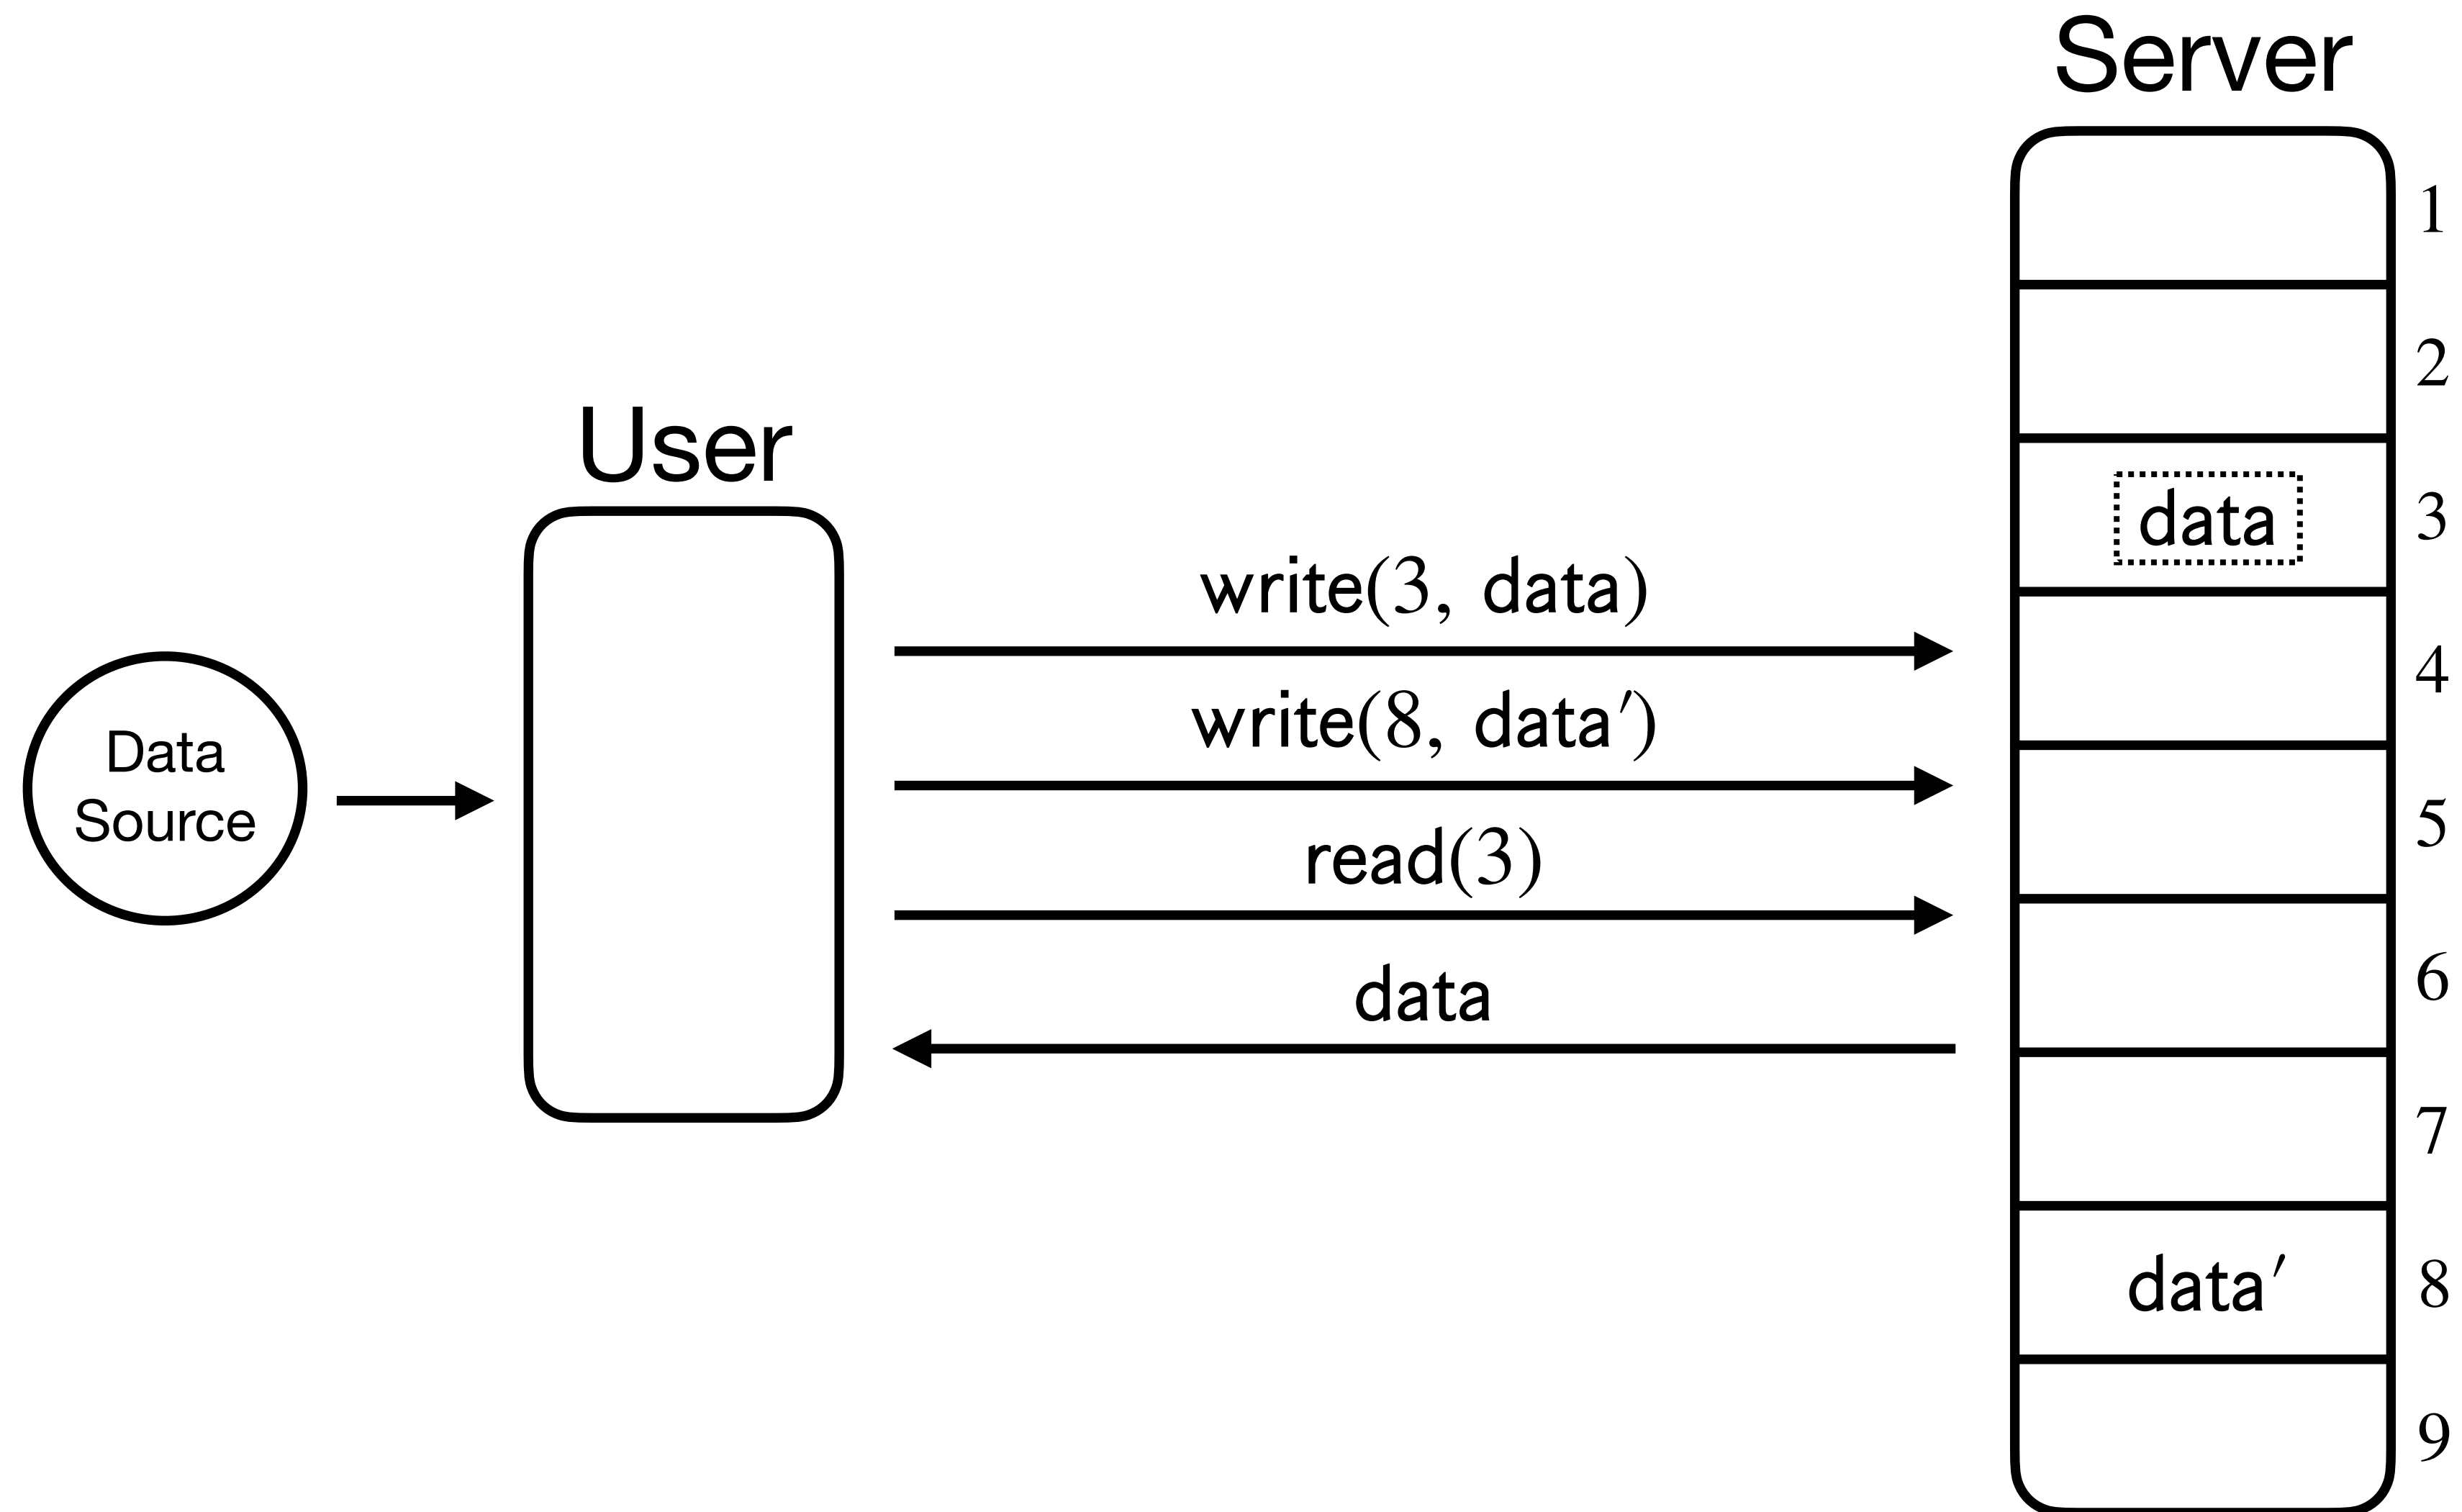 Server
1
2
User
data 3
write(3, data)
4
write(8, data′)
Data
Source
5
read(3)
data
6
7
data′ 8
9